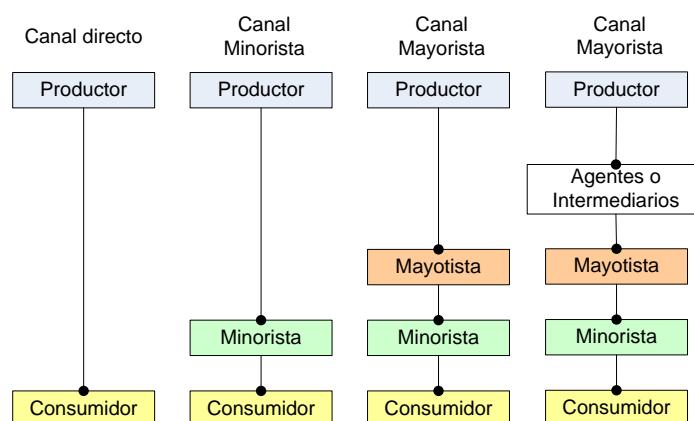 Canal directo
Canal
Minorista
Canal
Mayorista
Canal
Mayorista
Productor
Productor
Productor
Productor
Agentes o
Intermediarios
Mayotista
Mayotista
Minorista
Minorista
Minorista
Consumidor
Consumidor
Consumidor
Consumidor